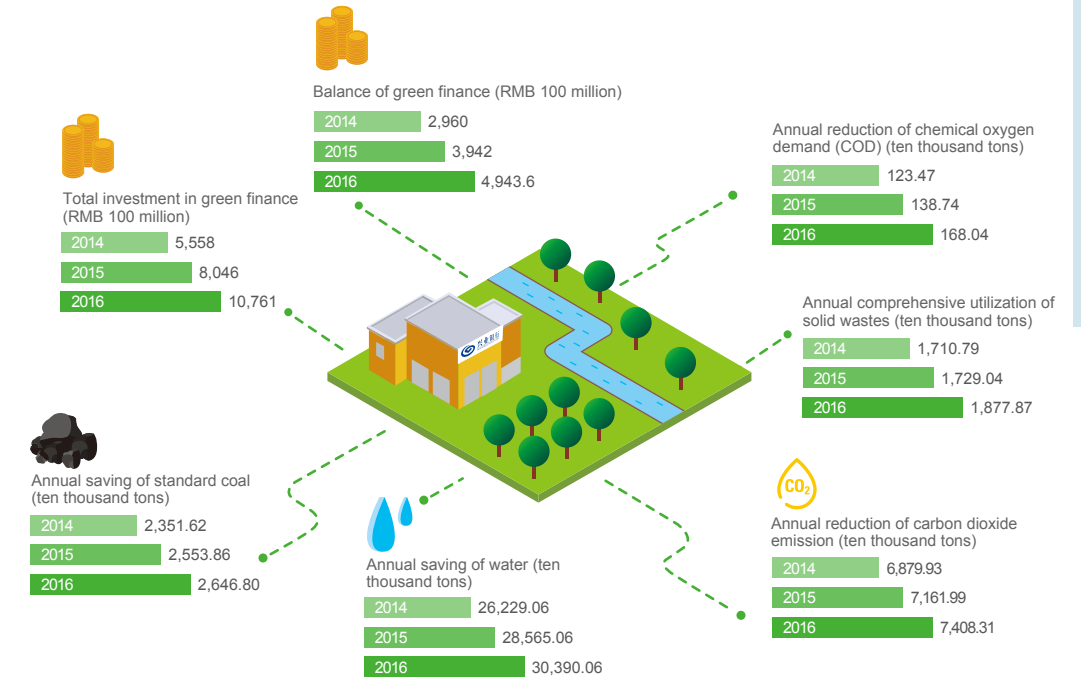 Balance of green finance (RMB 100 million)
2014 2,960
2015 3,942
2016 4,943.6
Total investment in green finance
(RMB 100 million)
2014 5,558
2015 8,046
2016 10,761
Annual reduction of chemical oxygen
demand (COD) (ten thousand tons)
2014 123.47
2015 138.74
2016 168.04
Annual comprehensive utilization of
solid wastes (ten thousand tons)
2014 1,710.79
2015 1,729.04
2016 1,877.87
兴业银行
Annual saving of standard coal
(ten thousand tons)
2014 2,351.62
2015 2,553.86
2016 2,646.80
Annual saving of water (ten
thousand tons)
2014 26,229.06
2015 28,565.06
2016 30,390.06
CO₂
Annual reduction of carbon dioxide
emission (ten thousand tons)
2014 6,879.93
2015 7,161.99
2016 7,408.31